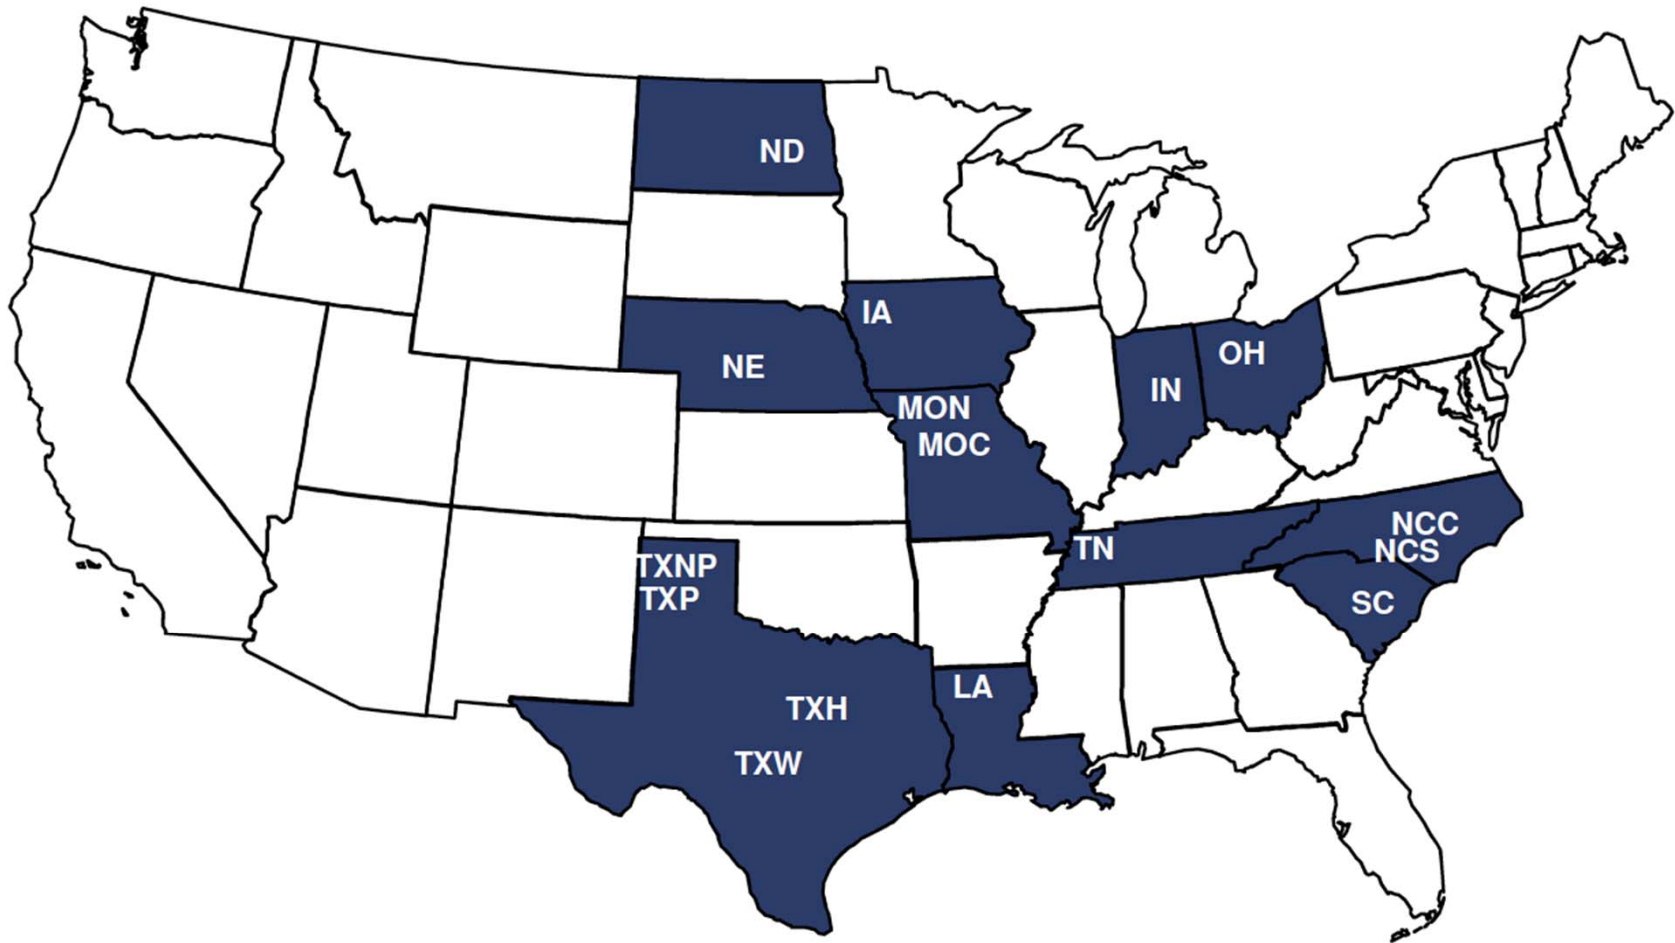 ND
IA
NE
OH
IN
MON
MOC
NCC
NCS
TN
TXNP
TXP
SC
LA
TXH
TXW